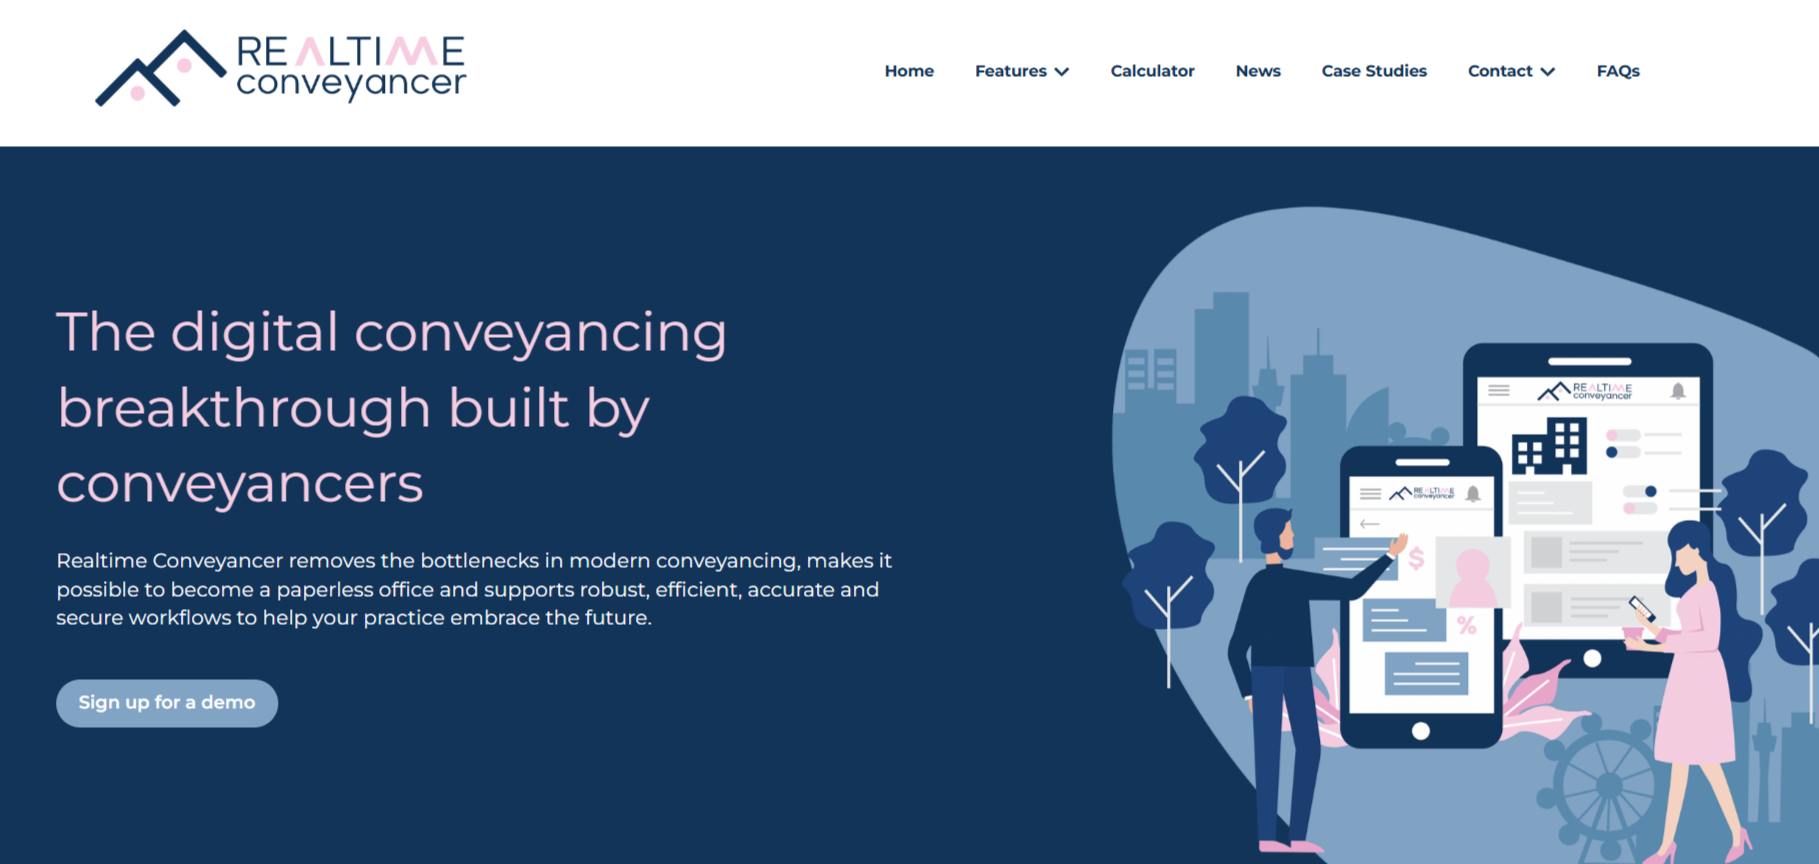 REALTIME
conveyancer
Home Features Calculator News Case Studies Contact FAQs
The digital conveyancing
breakthrough built by
conveyancers
Realtime Conveyancer removes the bottlenecks in modern conveyancing, makes it
possible to become a paperless office and supports robust, efficient, accurate and
secure workflows to help your practice embrace the future.
Sign up for a demo
REALTIME
conveyancer
REALTIME
conveyancer
$
%